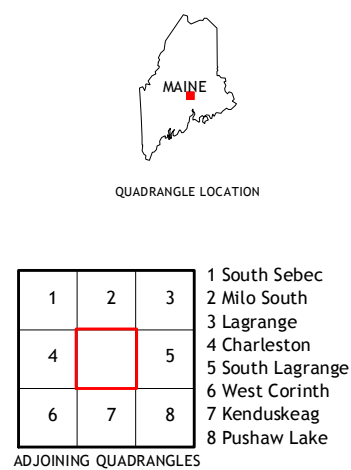 MAINE
QUADRANGLE LOCATION
1 2 3
4 5
6 7 8
1 South Sebec
2 Milo South
3 Lagrange
4 Charleston
5 South Lagrange
6 West Corinth
7 Kenduskeag
8 Pushaw Lake
ADJOINING QUADRANGLES